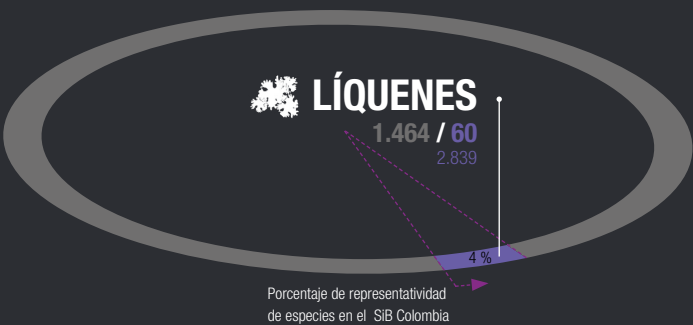 LÍQUENES
1.464 / 60
2.839
4 %
Porcentaje de representatividad
de especies en el SiB Colombia